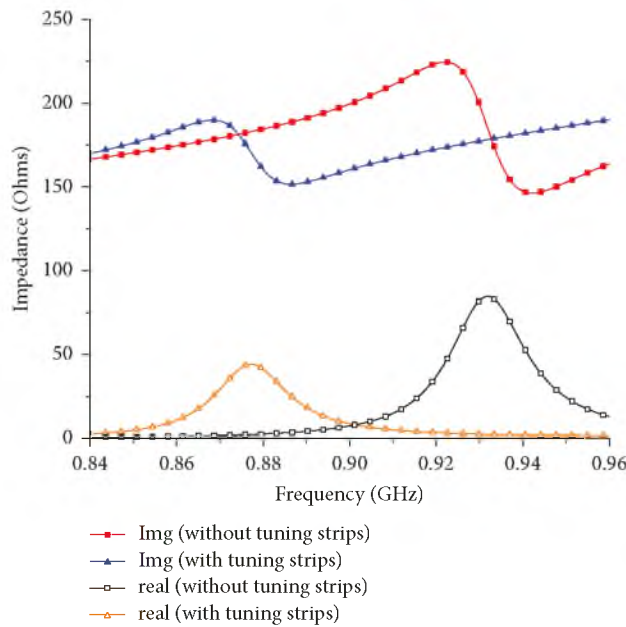 250
200
150
100
50
0
Impedance (Ohms)
0.84 0.86 0.88 0.90 0.92 0.94 0.96
Frequency (GHz)
Img (without tuning strips)
Img (with tuning strips)
real (without tuning strips)
real (with tuning strips)